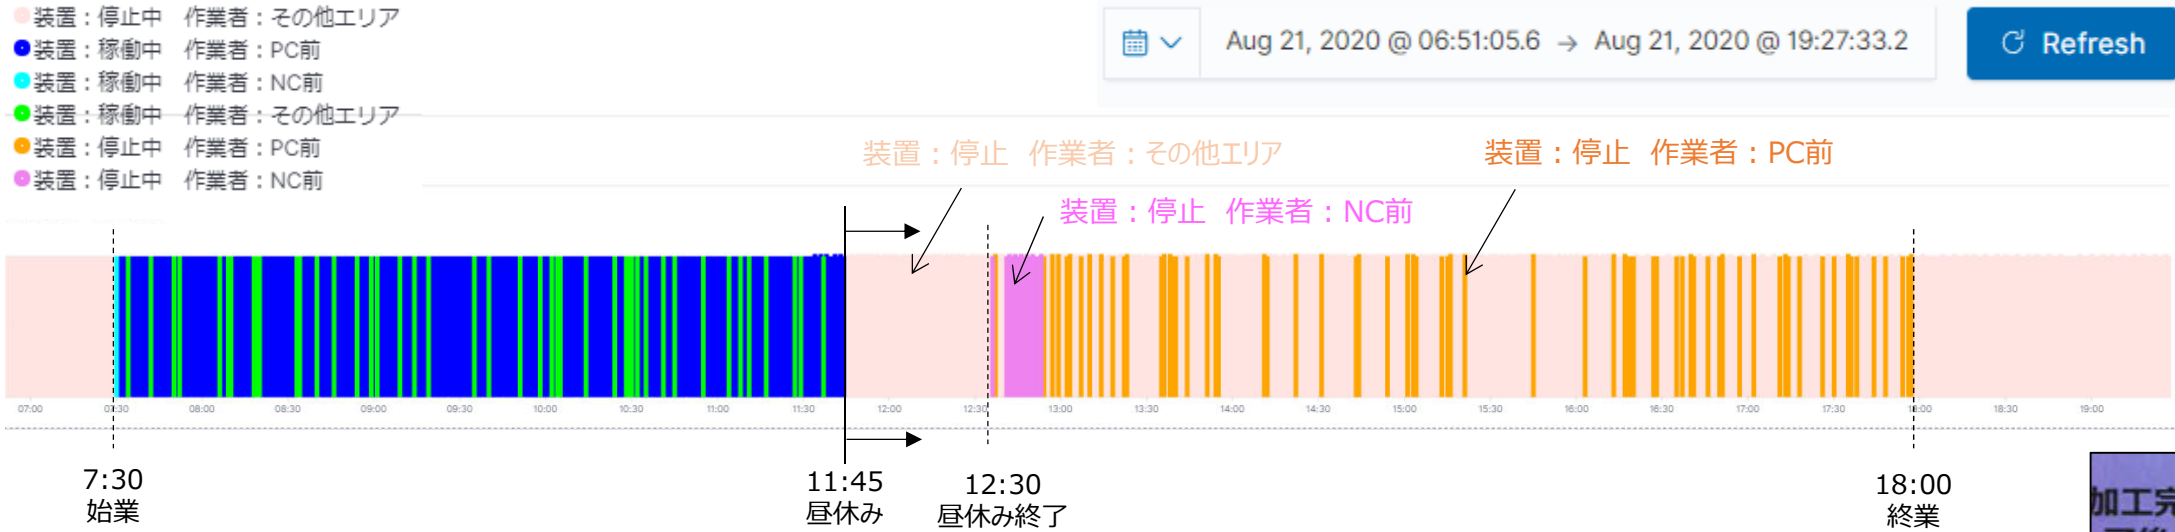 装置：停止中　作業者：その他エリア
装置：稼働中　作業者：PC前
装置：稼働中　作業者：NC前
装置：稼働中　作業者：その他エリア
装置：停止中　作業者：PC前
装置：停止中　作業者：NC前
Aug 21, 2020 @ 06:51:05.6 → Aug 21, 2020 @ 19:27:33.2
Refresh
装置：停止　作業者：その他エリア
装置：停止　作業者：PC前
装置：停止　作業者：NC前
07:00 07:30 08:00 08:30 09:00 09:30 10:00 10:30 11:00 11:30 12:00 12:30 13:00 13:30 14:00 14:30 15:00 15:30 16:00 16:30 17:00 17:30 18:00 18:30 19:00
7:30
始業
11:45
昼休み
12:30
昼休み終了
18:00
終業
加工完